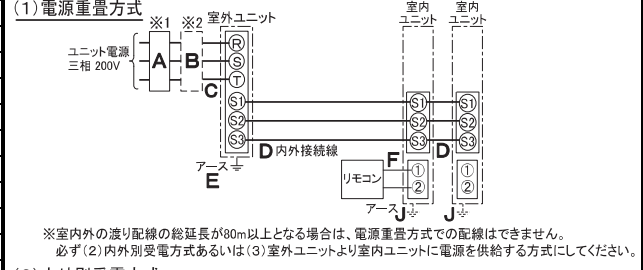 (1)電源重畳方式
※1 ※2 室外ユニット
室内ユニット 室内ユニット
ユニット電源
三相 200V
A B
R
S
T
C
S1 S1 S1
S2 S2 S2
S3 S3 S3
D 内外接続線 D
アース
E
F
リモコン
① ①
② ②
アース J J
※室内外の渡り配線の総延長が80m以上となる場合は、電源重畳方式での配線はできません。
必ず(2)内外別受電方式あるいは(3)室外ユニットより室内ユニットに電源を供給する方式にしてください。